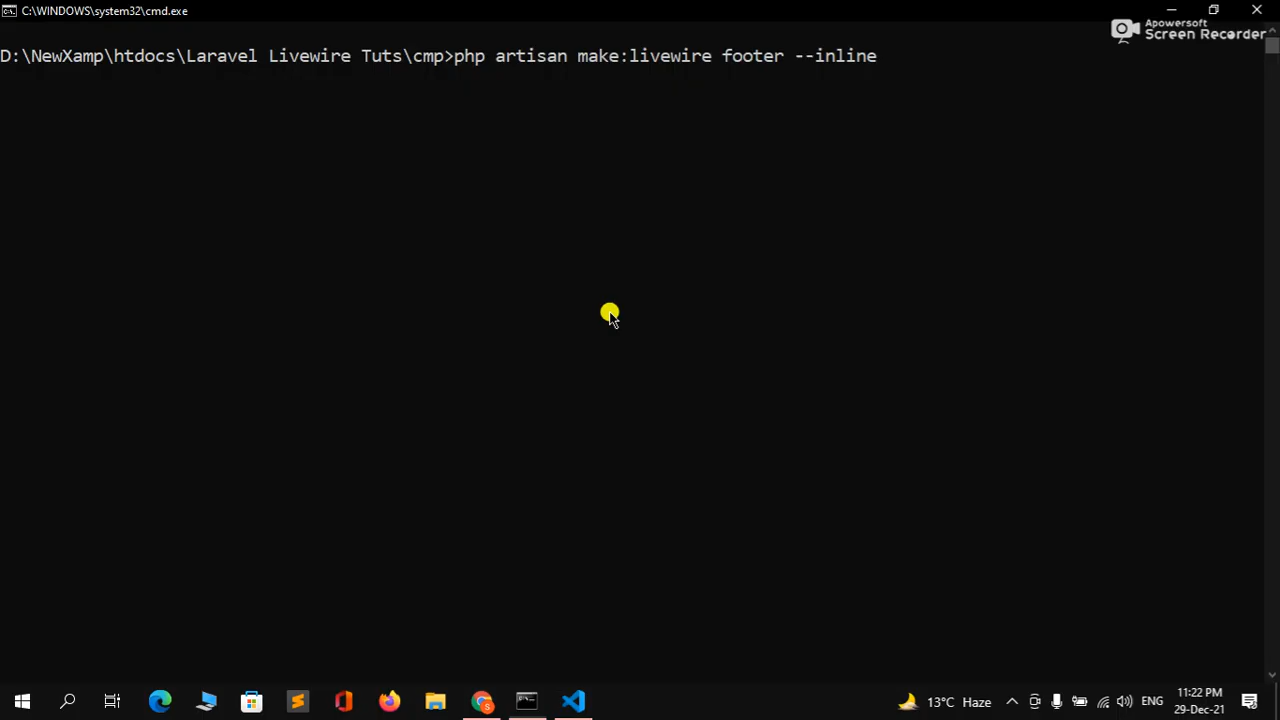 C:\WINDOWS\system32\cmd.exe
Apowersoft
Screen Recorder
D:\NewXamp\htdocs\Laravel Livewire Tuts\cmp>php artisan make:livewire footer --inline
13°C Haze
ENG
11:22 PM
29-Dec-21